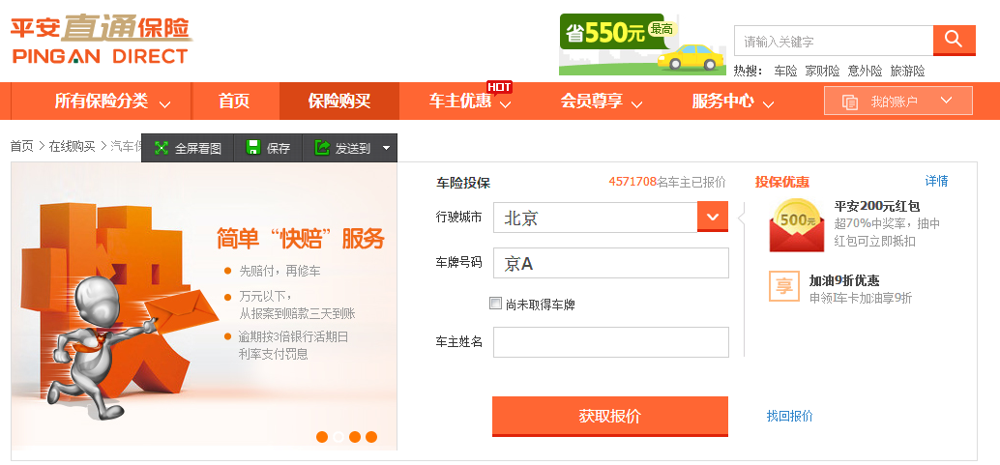 平安直通保险
PINGAN DIRECT
省550元
最高
请输入关键字
热搜： 车险 家财险 意外险 旅游险
所有保险分类 首页 保险购买 车主优惠 HOT 会员尊享 服务中心 我的账户
首页 > 在线购买 > 汽车保
全屏看图 保存 发送到
简单“快赔”服务
先赔付，再修车
万元以下，
从报案到赔款三天到账
逾期按3倍银行活期日
利率支付罚息
车险投保 4571708名车主已报价
行驶城市 北京
车牌号码 京A
尚未取得车牌
车主姓名
获取报价
投保优惠 详情
500元
平安200元红包
超70%中奖率，抽中
红包可立即抵扣
享
加油9折优惠
申领E车卡加油享9折
找回报价